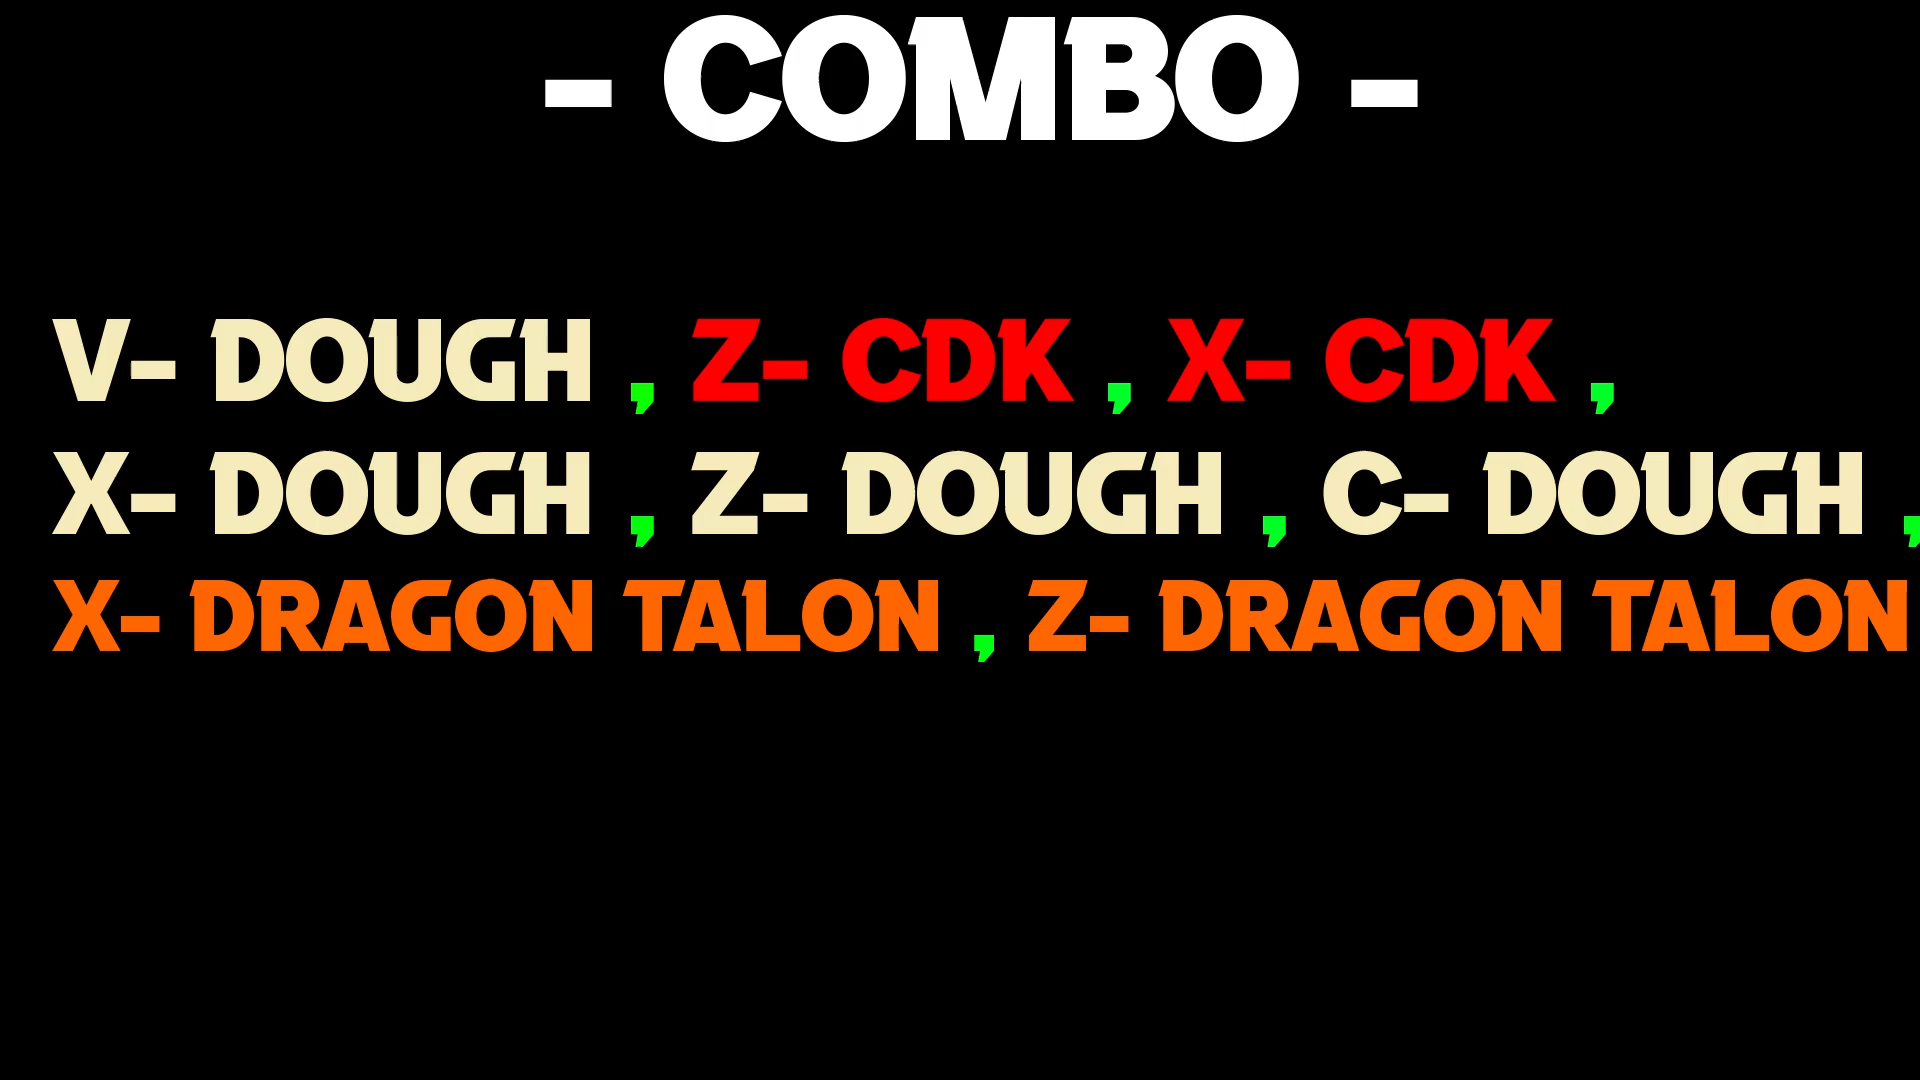 - COMBO -
V- DOUGH , Z- CDK , X- CDK ,
X- DOUGH , Z- DOUGH , C- DOUGH ,
X- DRAGON TALON , Z- DRAGON TALON